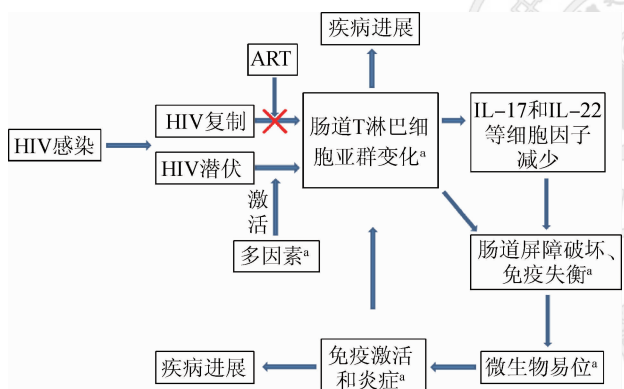 疾病进展
ART
HIV复制
HIV感染
HIV潜伏
肠道T淋巴细
胞亚群变化ᵃ
IL-17和IL-22
等细胞因子
减少
激
活
多因素ᵃ
肠道屏障破坏、
免疫失衡ᵃ
疾病进展
免疫激活
和炎症ᵃ
微生物易位ᵃ